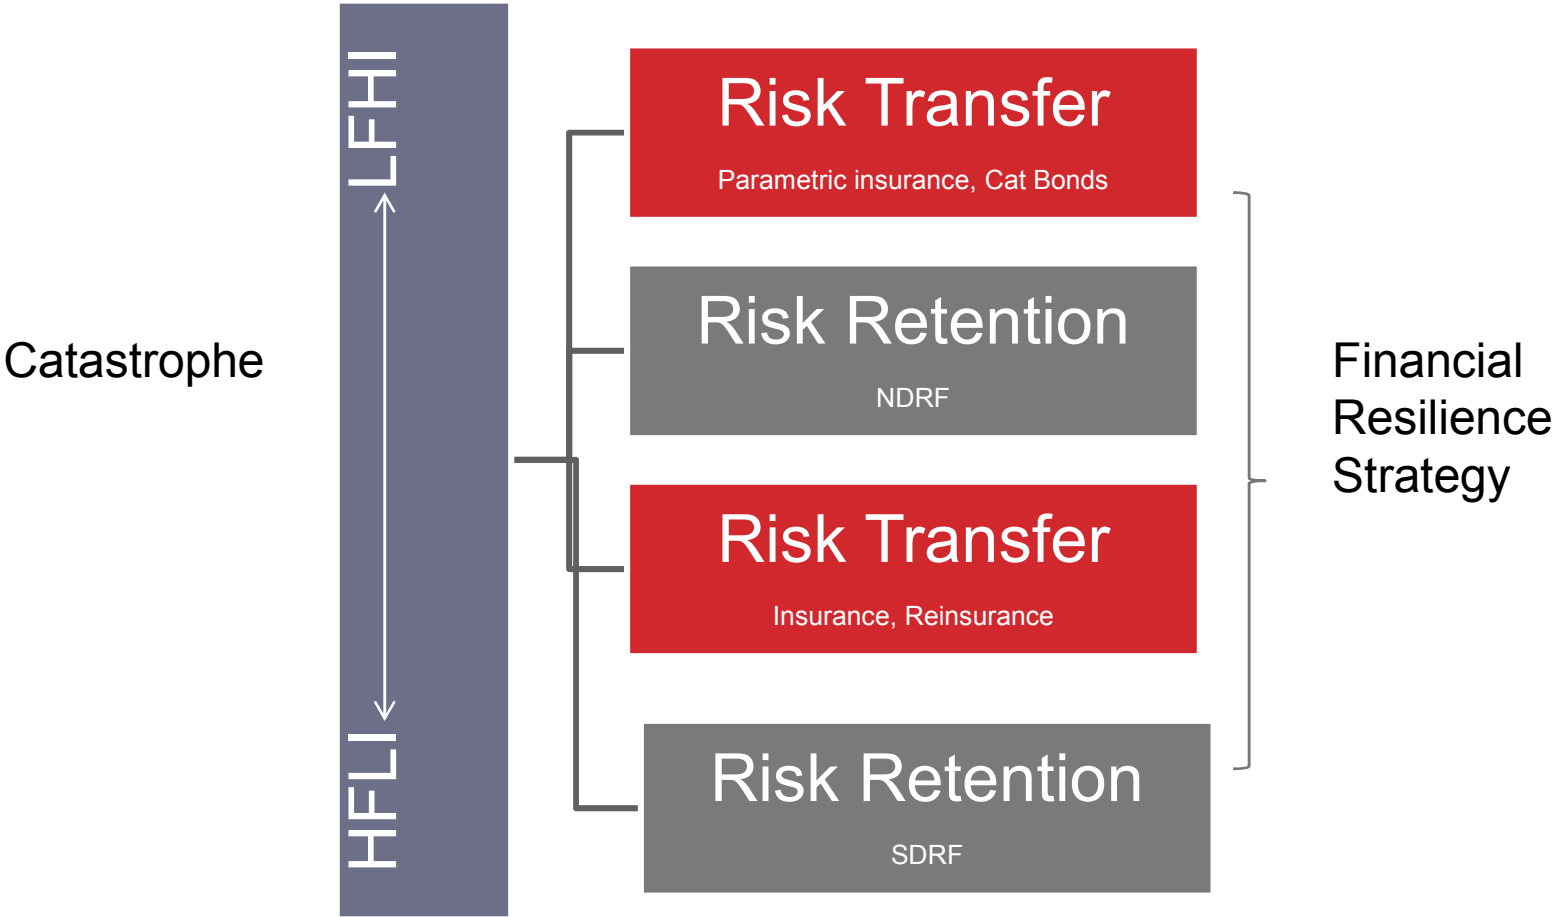 Catastrophe
LFHI
HFLI
Risk Transfer
Parametric insurance, Cat Bonds
Risk Retention
NDRF
Risk Transfer
Insurance, Reinsurance
Risk Retention
SDRF
Financial
Resilience
Strategy